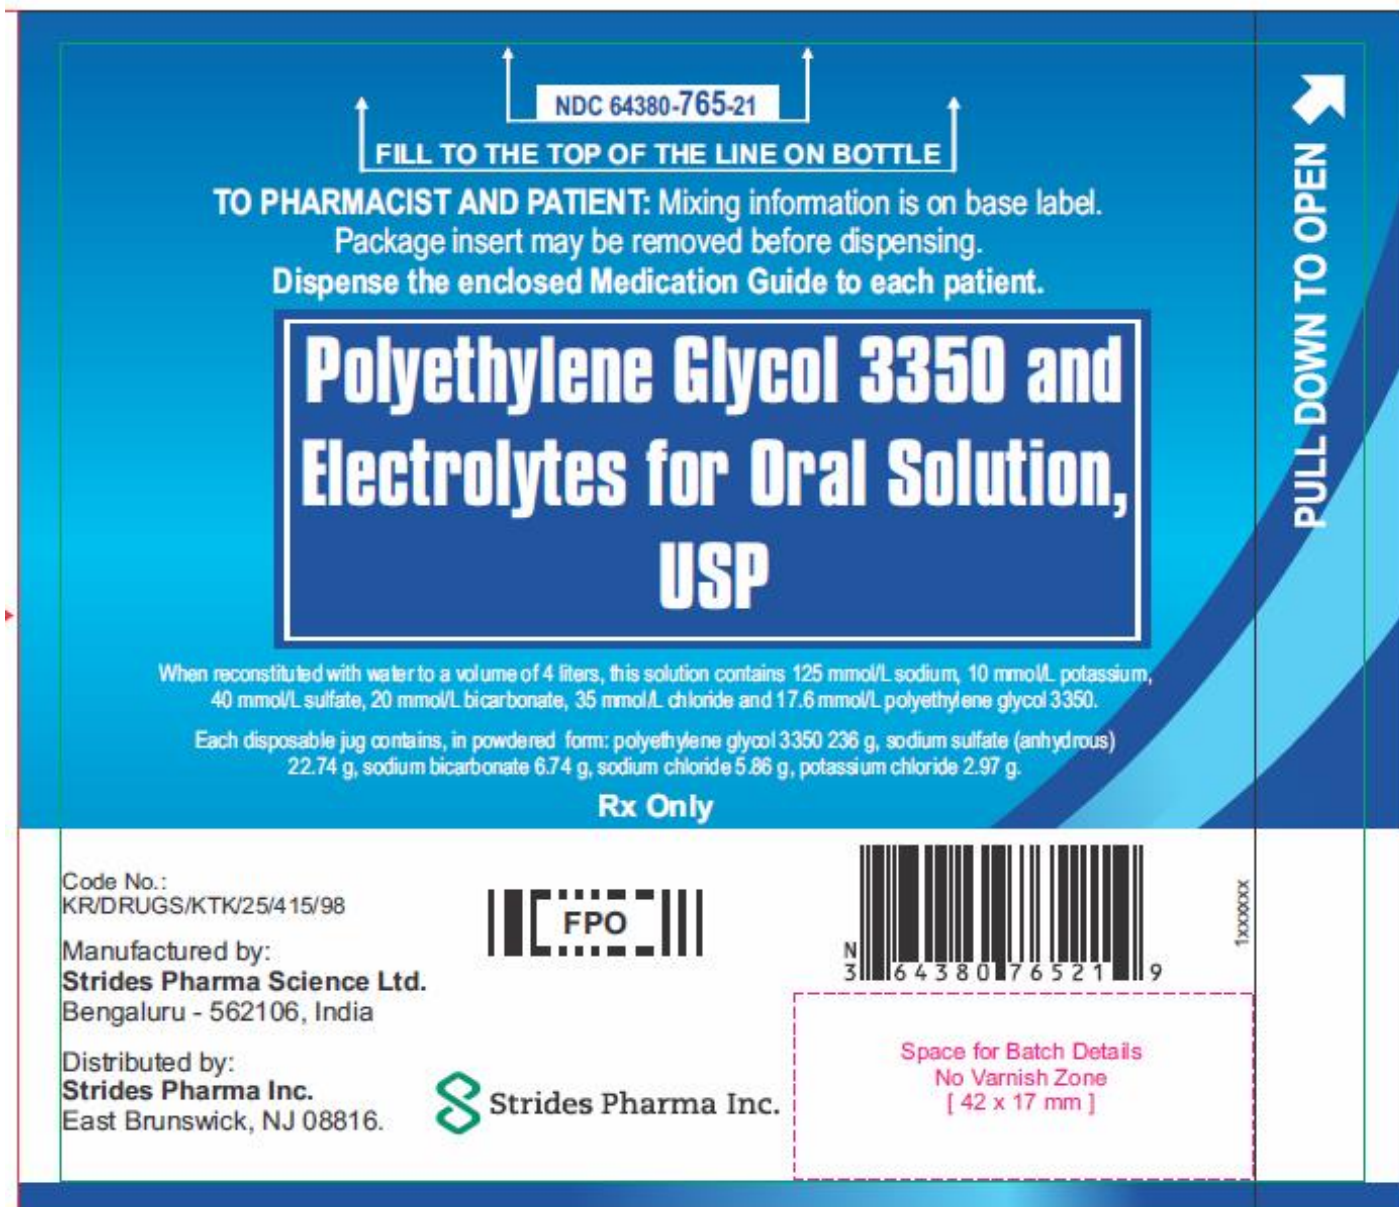 NDC 64380-765-21
FILL TO THE TOP OF THE LINE ON BOTTLE
TO PHARMACIST AND PATIENT: Mixing information is on base label.
Package insert may be removed before dispensing.
Dispense the enclosed Medication Guide to each patient.
Polyethylene Glycol 3350 and
Electrolytes for Oral Solution,
USP
When reconstituted with water to a volume of 4 liters, this solution contains 125 mmol/L sodium, 10 mmol/L potassium,
40 mmol/L sulfate, 20 mmol/L bicarbonate, 35 mmol/L chloride and 17.6 mmol/L polyethylene glycol 3350.
Each disposable jug contains, in powdered form: polyethylene glycol 3350 236 g, sodium sulfate (anhydrous)
22.74 g, sodium bicarbonate 6.74 g, sodium chloride 5.86 g, potassium chloride 2.97 g.
Rx Only
PULL DOWN TO OPEN
Code No.:
KR/DRUGS/KTK/25/415/98
Manufactured by:
Strides Pharma Science Ltd.
Bengaluru - 562106, India
Distributed by:
Strides Pharma Inc.
East Brunswick, NJ 08816.
FPO
Strides Pharma Inc.
N
3 64380 76521 9
1xxxxxx
Space for Batch Details
No Varnish Zone
[ 42 x 17 mm ]